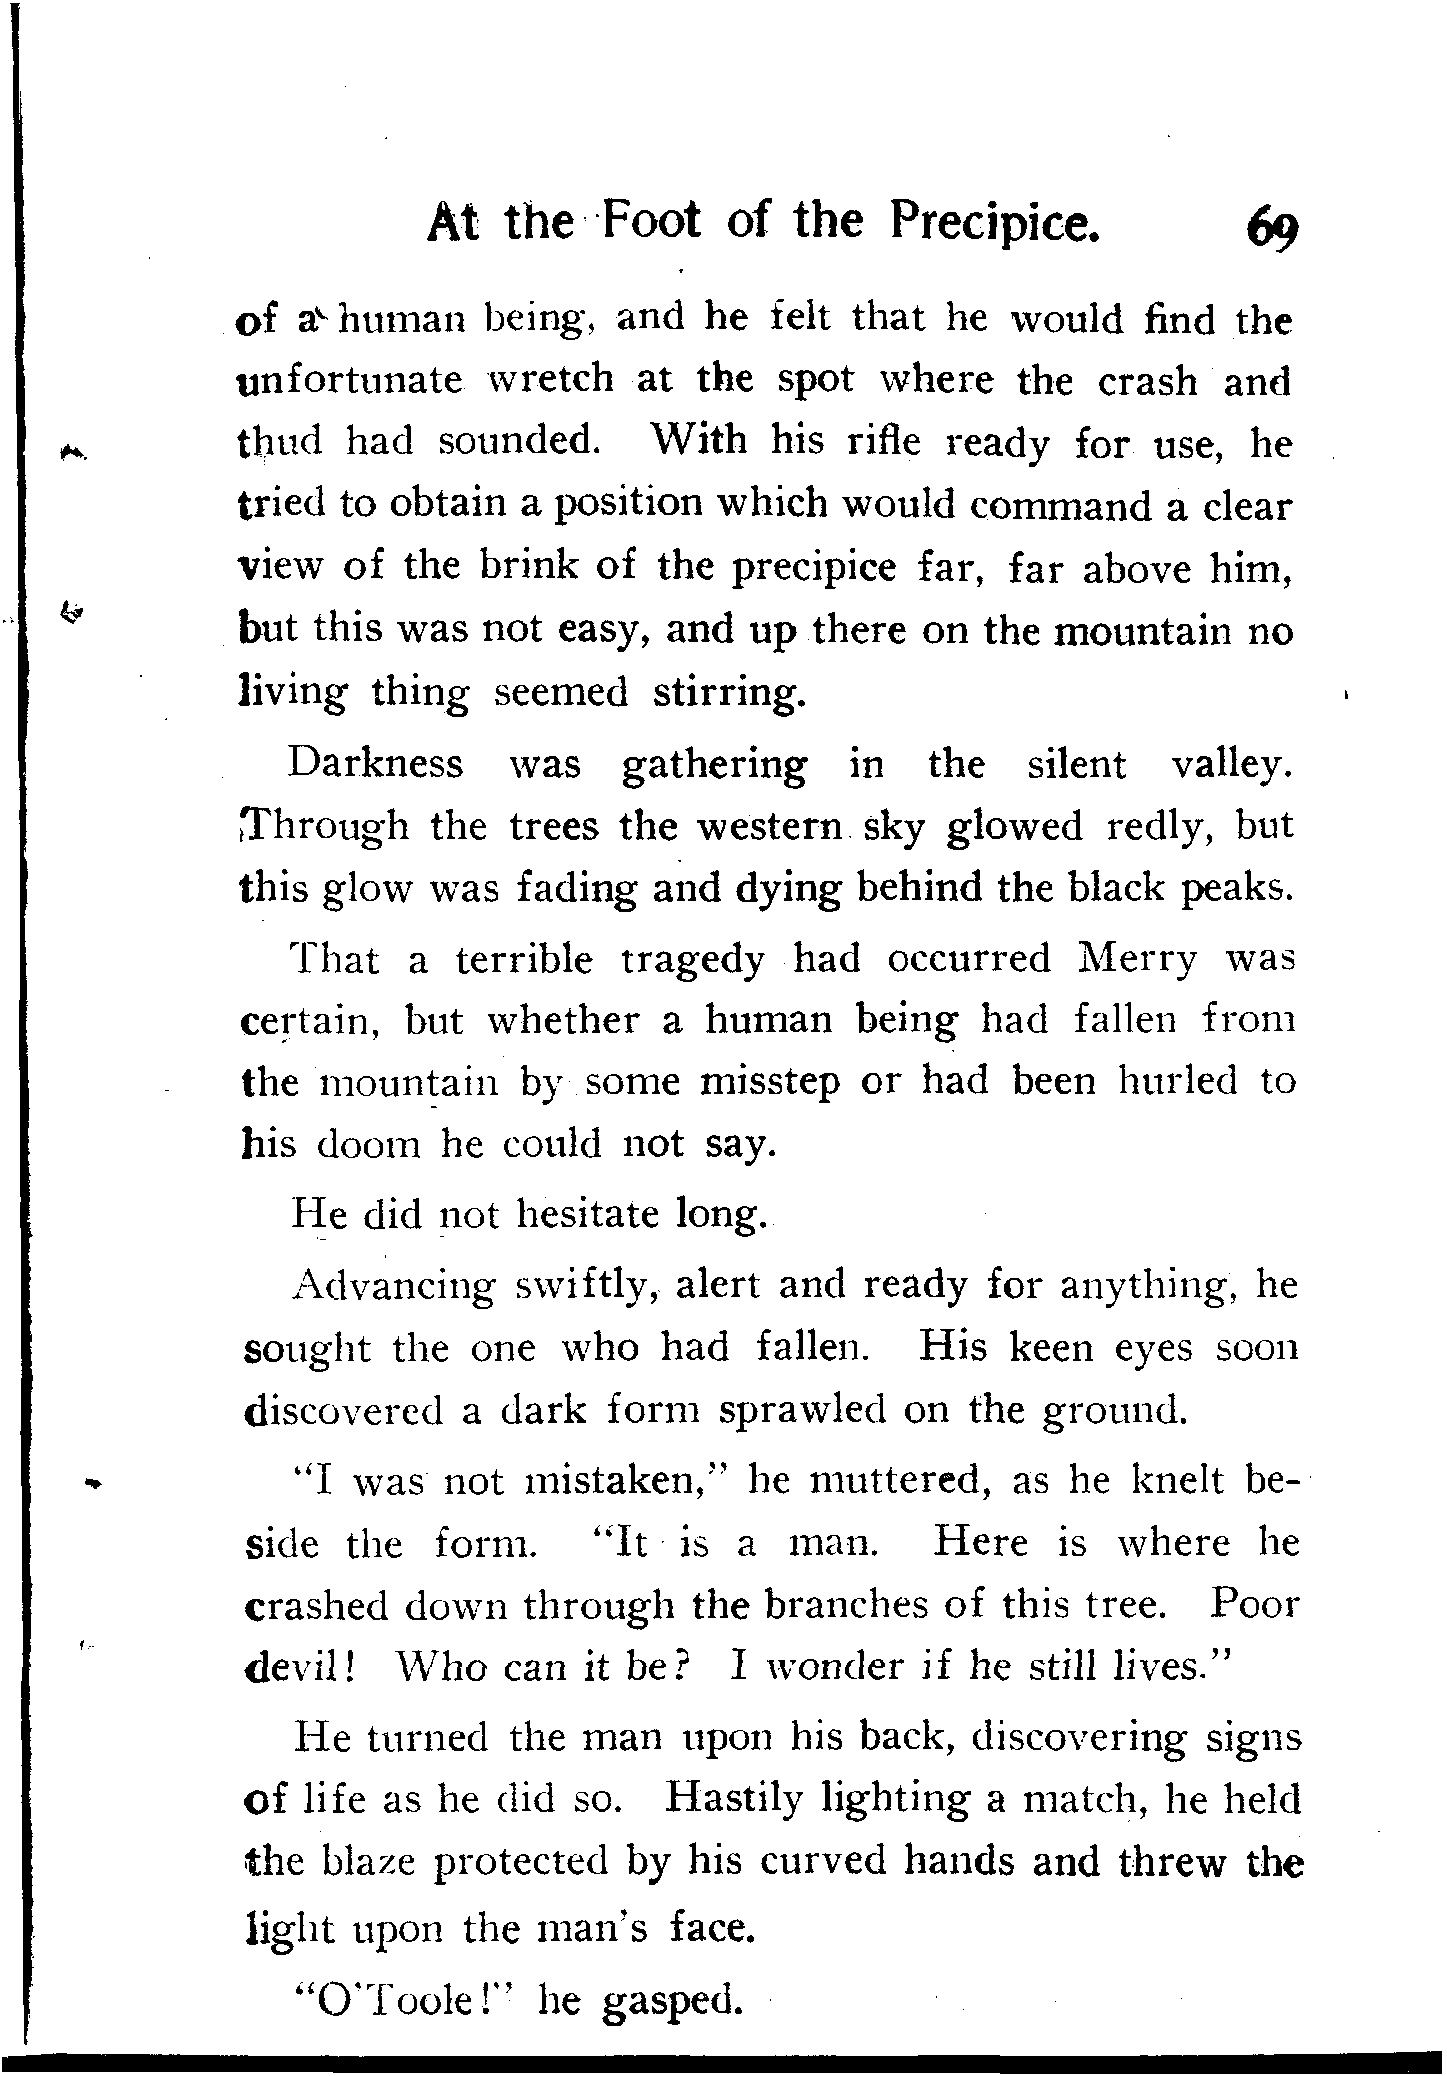 At the Foot of the Precipice. 69
of a human being, and he felt that he would find the
unfortunate wretch at the spot where the crash and
thud had sounded. With his rifle ready for use, he
tried to obtain a position which would command a clear
view of the brink of the precipice far, far above him,
but this was not easy, and up there on the mountain no
living thing seemed stirring.
Darkness was gathering in the silent valley.
Through the trees the western sky glowed redly, but
this glow was fading and dying behind the black peaks.
That a terrible tragedy had occurred Merry was
certain, but whether a human being had fallen from
the mountain by some misstep or had been hurled to
his doom he could not say.
He did not hesitate long.
Advancing swiftly, alert and ready for anything, he
sought the one who had fallen. His keen eyes soon
discovered a dark form sprawled on the ground.
"I was not mistaken," he muttered, as he knelt be-
side the form. "It is a man. Here is where he
crashed down through the branches of this tree. Poor
devil! Who can it be? I wonder if he still lives."
He turned the man upon his back, discovering signs
of life as he did so. Hastily lighting a match, he held
the blaze protected by his curved hands and threw the
light upon the man's face.
"O'Toole!" he gasped.